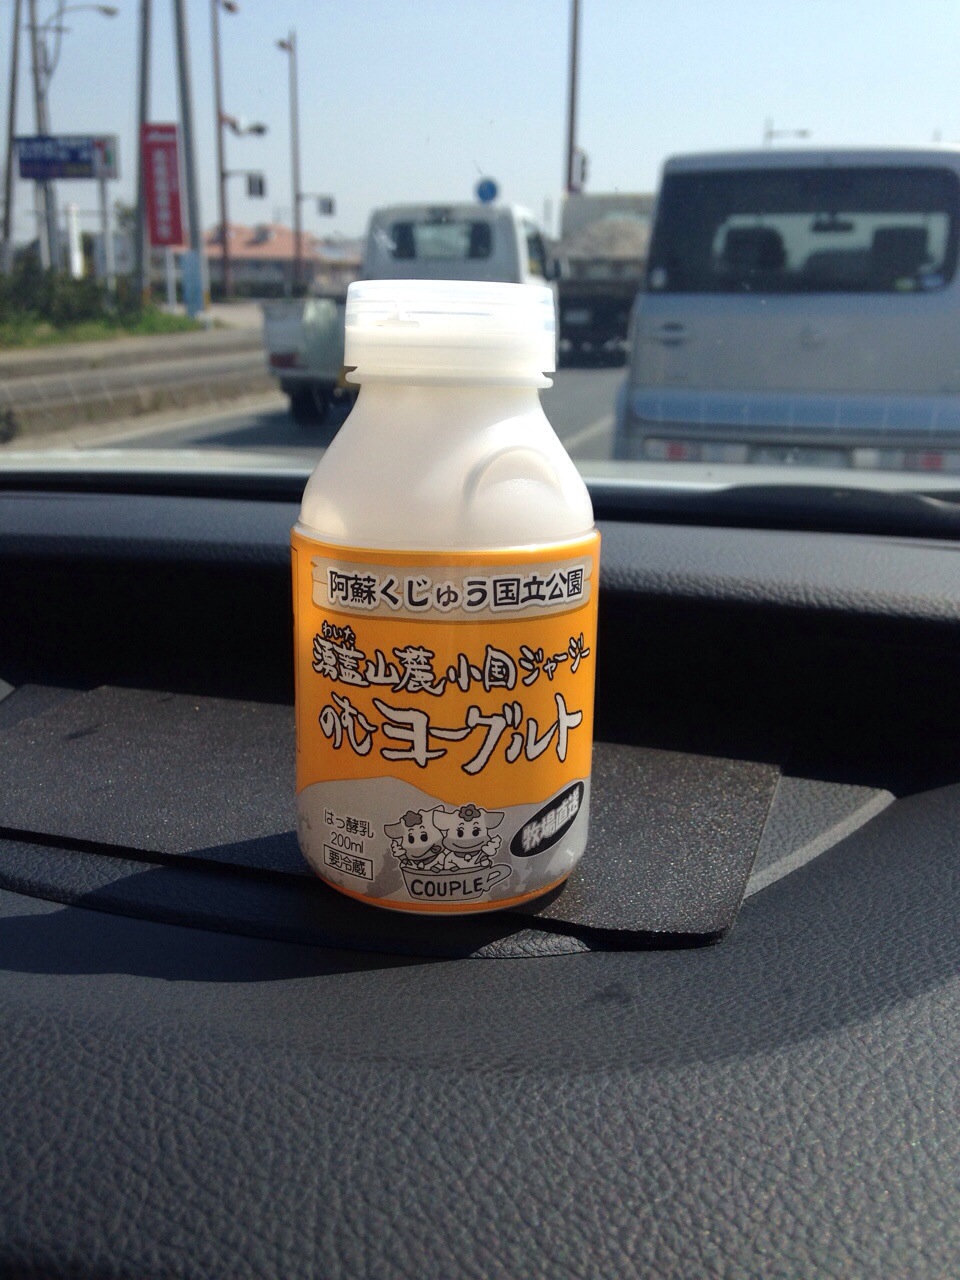 阿蘇くじゅう国立公園
わいた
涌蓋山麓小国ジャージー
のむヨーグルト
牧場直送
はっ酵乳
200ml
要冷蔵
COUPLE